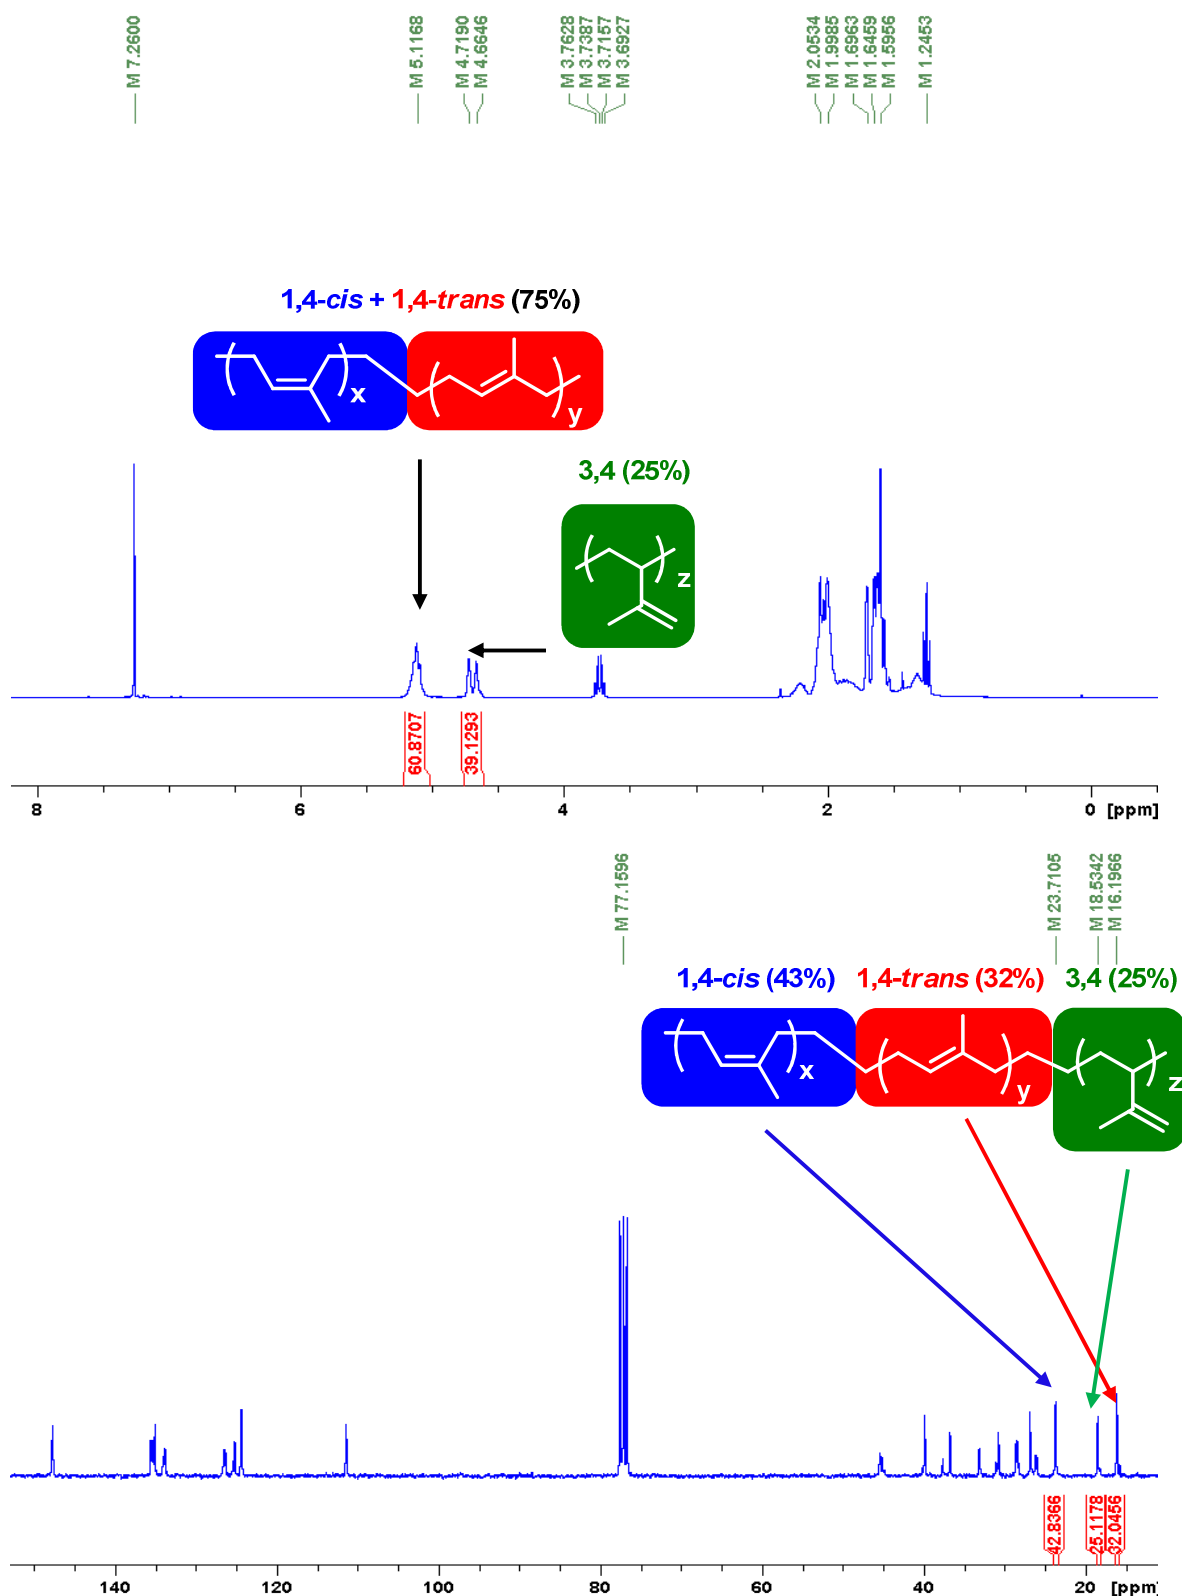 M 7.2600
M 5.1168
M 4.7190
M 4.6646
M 3.7628
M 3.7387
M 3.7157
M 3.6927
M 2.0534
M 1.9985
M 1.6963
M 1.6459
M 1.5956
M 1.2453
1,4-cis + 1,4-trans (75%)
x
y
3,4 (25%)
z
60.8707
39.1293
8 6 4 2 0 [ppm]
M 77.1596
M 23.7105
M 18.5342
M 16.1966
1,4-cis (43%) 1,4-trans (32%) 3,4 (25%)
x
y
z
42.8366
25.1178
32.0456
140 120 100 80 60 40 20 [ppm]